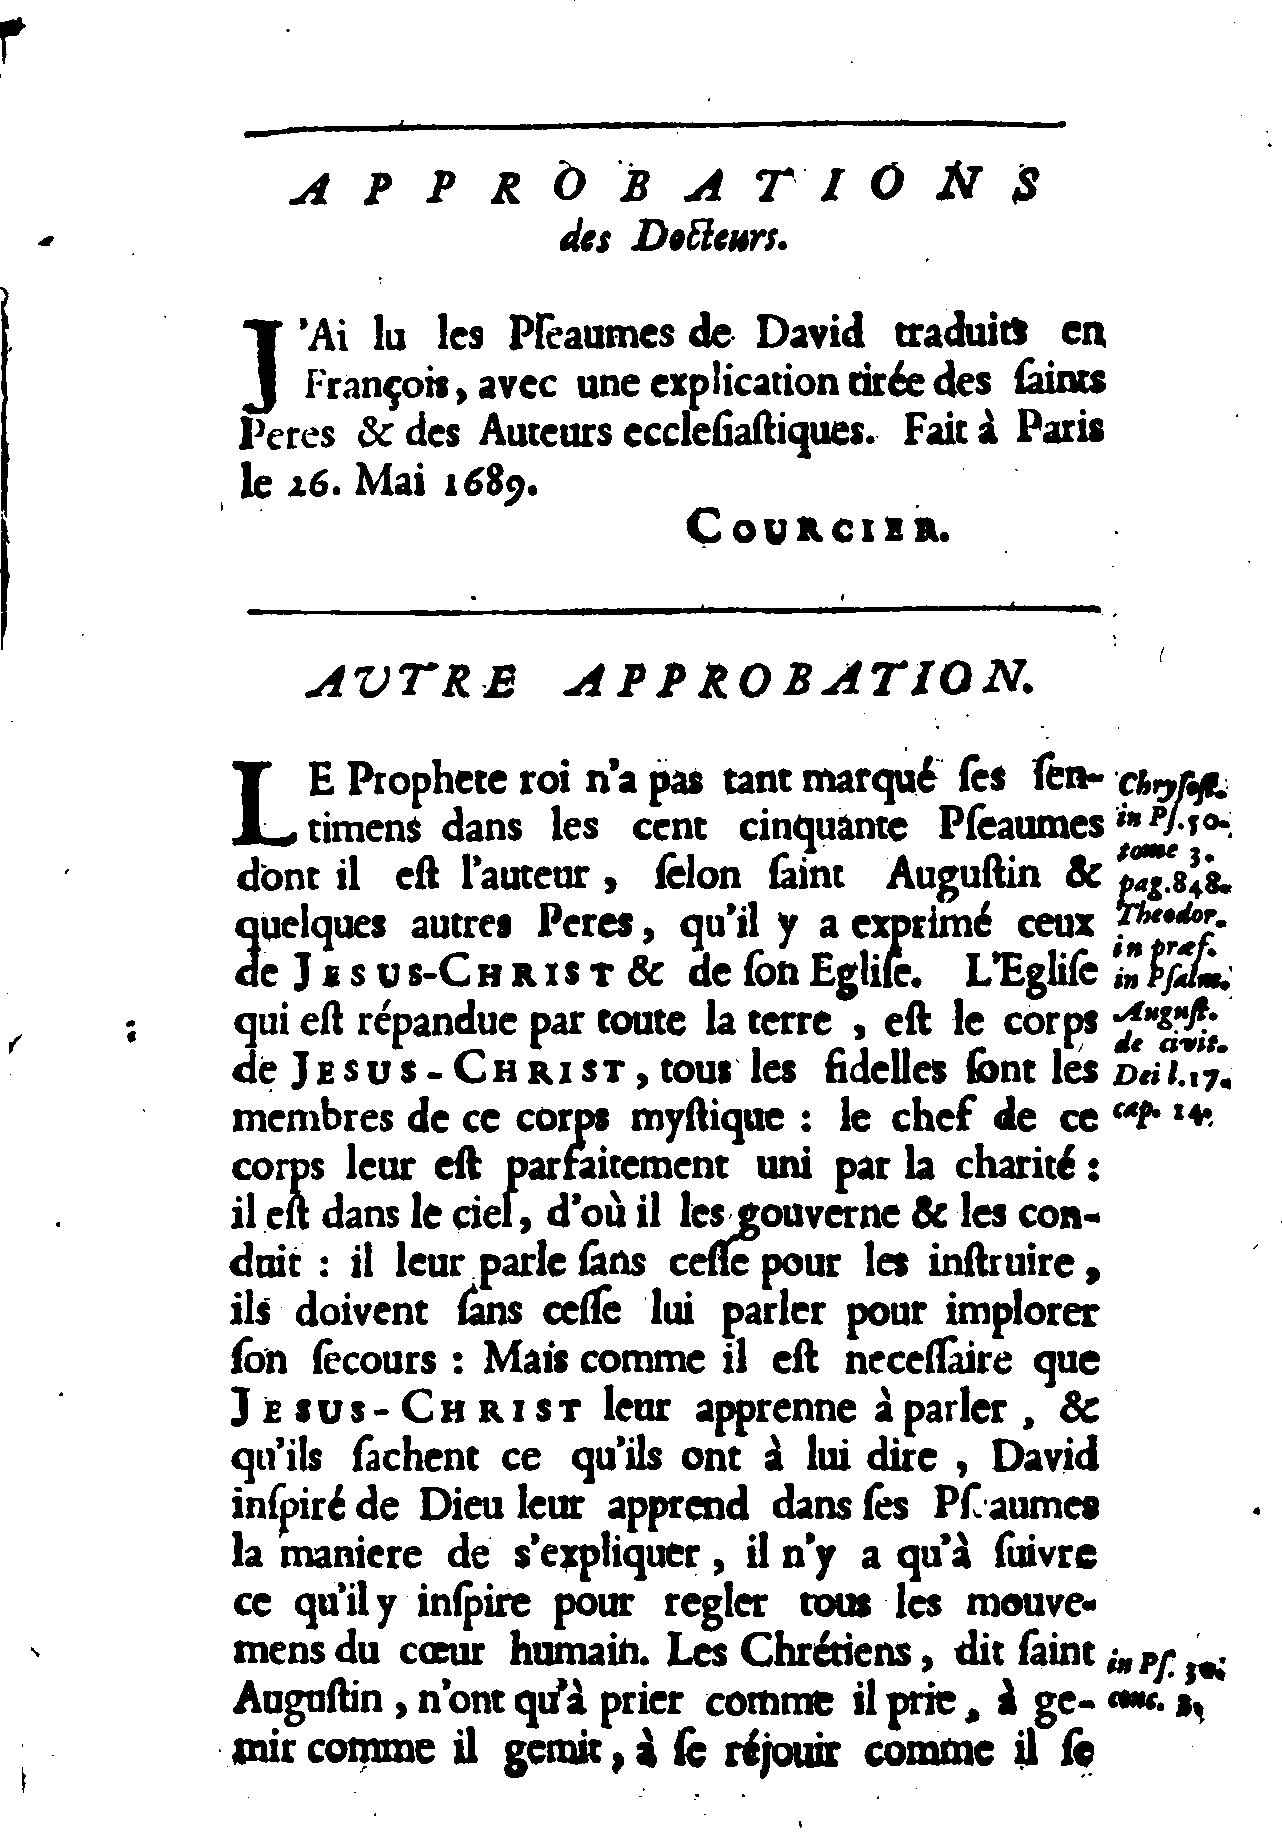 APPROBATIONS
des Docteurs.
J'Ai lu les Pſeaumes de David traduits en
François, avec une explication tirée des ſaints
Peres & des Auteurs eccleſiaſtiques. Fait à Paris
le 26. Mai 1689.
COURCIER.
AUTRE APPROBATION.
LE Prophete roi n'a pas tant marqué ſes ſen-
timens dans les cent cinquante Pſeaumes
dont il eſt l'auteur, ſelon ſaint Auguſtin &
quelques autres Peres, qu'il y a exprimé ceux
de JESUS-CHRIST & de ſon Egliſe. L'Egliſe
qui eſt répandue par toute la terre, eſt le corps
de JESUS-CHRIST, tous les fidelles ſont les
membres de ce corps myſtique : le chef de ce
corps leur eſt parfaitement uni par la charité :
il eſt dans le ciel, d'où il les gouverne & les con-
duit : il leur parle ſans ceſſe pour les inſtruire,
ils doivent ſans ceſſe lui parler pour implorer
ſon ſecours : Mais comme il eſt neceſſaire que
JESUS-CHRIST leur apprenne à parler, &
qu'ils ſachent ce qu'ils ont à lui dire, David
inſpiré de Dieu leur apprend dans ſes Pſeaumes
la maniere de s'expliquer, il n'y a qu'à ſuivre
ce qu'il y inſpire pour regler tous les mouve-
mens du cœur humain. Les Chrétiens, dit ſaint
Auguſtin, n'ont qu'à prier comme il prie, à ge-
mir comme il gemit, à ſe réjouir comme il ſe
Chryſoſt.
in Pſ. 50.
tome 3.
pag. 848.
Theodor.
in præf.
in Pſalm.
Auguſt.
de civit.
Dei l. 17.
cap. 14.
in Pſ. 30.
conc.